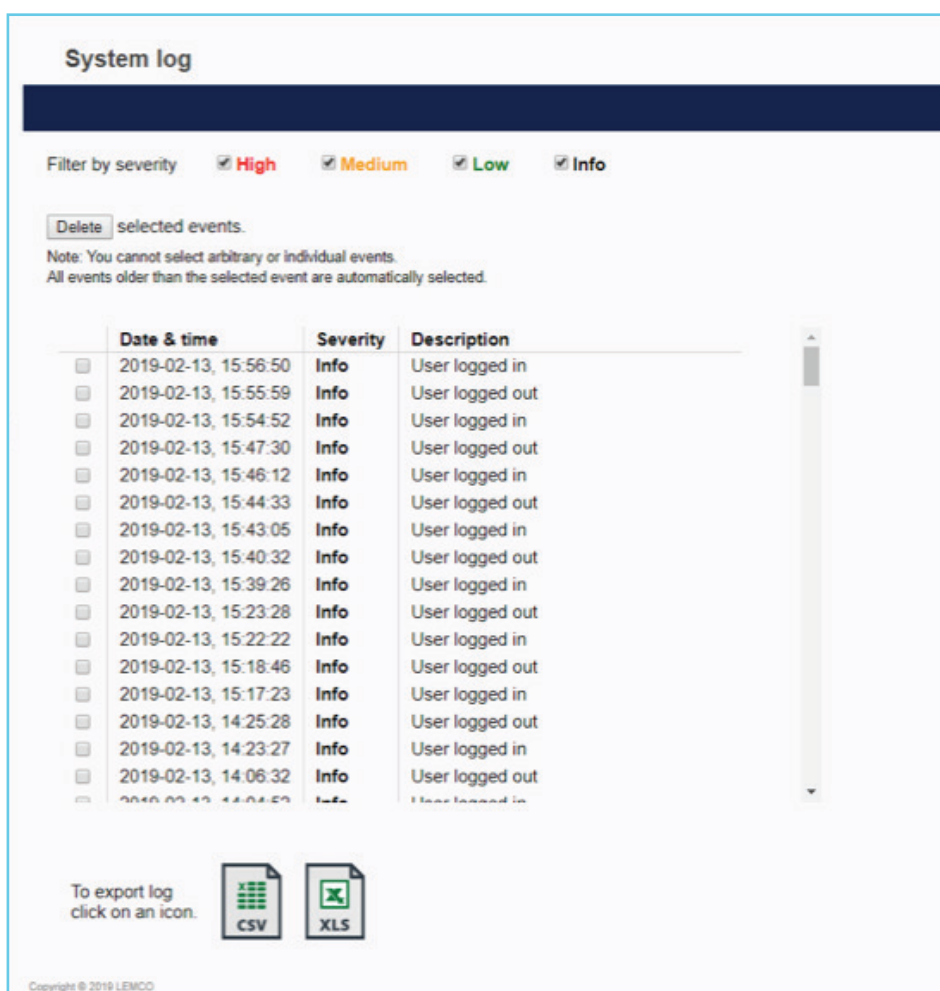 System log
Filter by severity High Medium Low Info
Delete selected events.
Note: You cannot select arbitrary or individual events.
All events older than the selected event are automatically selected.
Date & time Severity Description
2019-02-13, 15:56:50 Info User logged in
2019-02-13, 15:55:59 Info User logged out
2019-02-13, 15:54:52 Info User logged in
2019-02-13, 15:47:30 Info User logged out
2019-02-13, 15:46:12 Info User logged in
2019-02-13, 15:44:33 Info User logged out
2019-02-13, 15:43:05 Info User logged in
2019-02-13, 15:40:32 Info User logged out
2019-02-13, 15:39:26 Info User logged in
2019-02-13, 15:23:28 Info User logged out
2019-02-13, 15:22:22 Info User logged in
2019-02-13, 15:18:46 Info User logged out
2019-02-13, 15:17:23 Info User logged in
2019-02-13, 14:25:28 Info User logged out
2019-02-13, 14:23:27 Info User logged in
2019-02-13, 14:06:32 Info User logged out
Info User logged in
To export log
click on an icon.
CSV XLS
Copyright © 2019 LEMCO